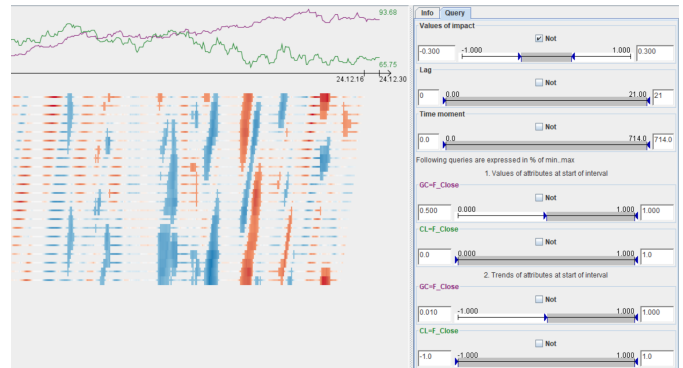 93.68
65.75
24.12.16 24.12.30
Info Query
Values of impact
Not
-0.300 -1.000 1.000 0.300
Lag
Not
0 0.00 21.00 21
Time moment
Not
0.0 0.0 714.0 714.0
Following queries are expressed in % of min,.max
1. Values of attributes at start of interval
GC=F_Close
Not
0.500 0.000 1.000 1.000
CL=F_Close
Not
0.0 0.000 1.000 1.0
2. Trends of attributes at start of interval
GC=F_Close
Not
0.010 -1.000 1.000 1.000
CL=F_Close
Not
-1.0 -1.000 1.000 1.0